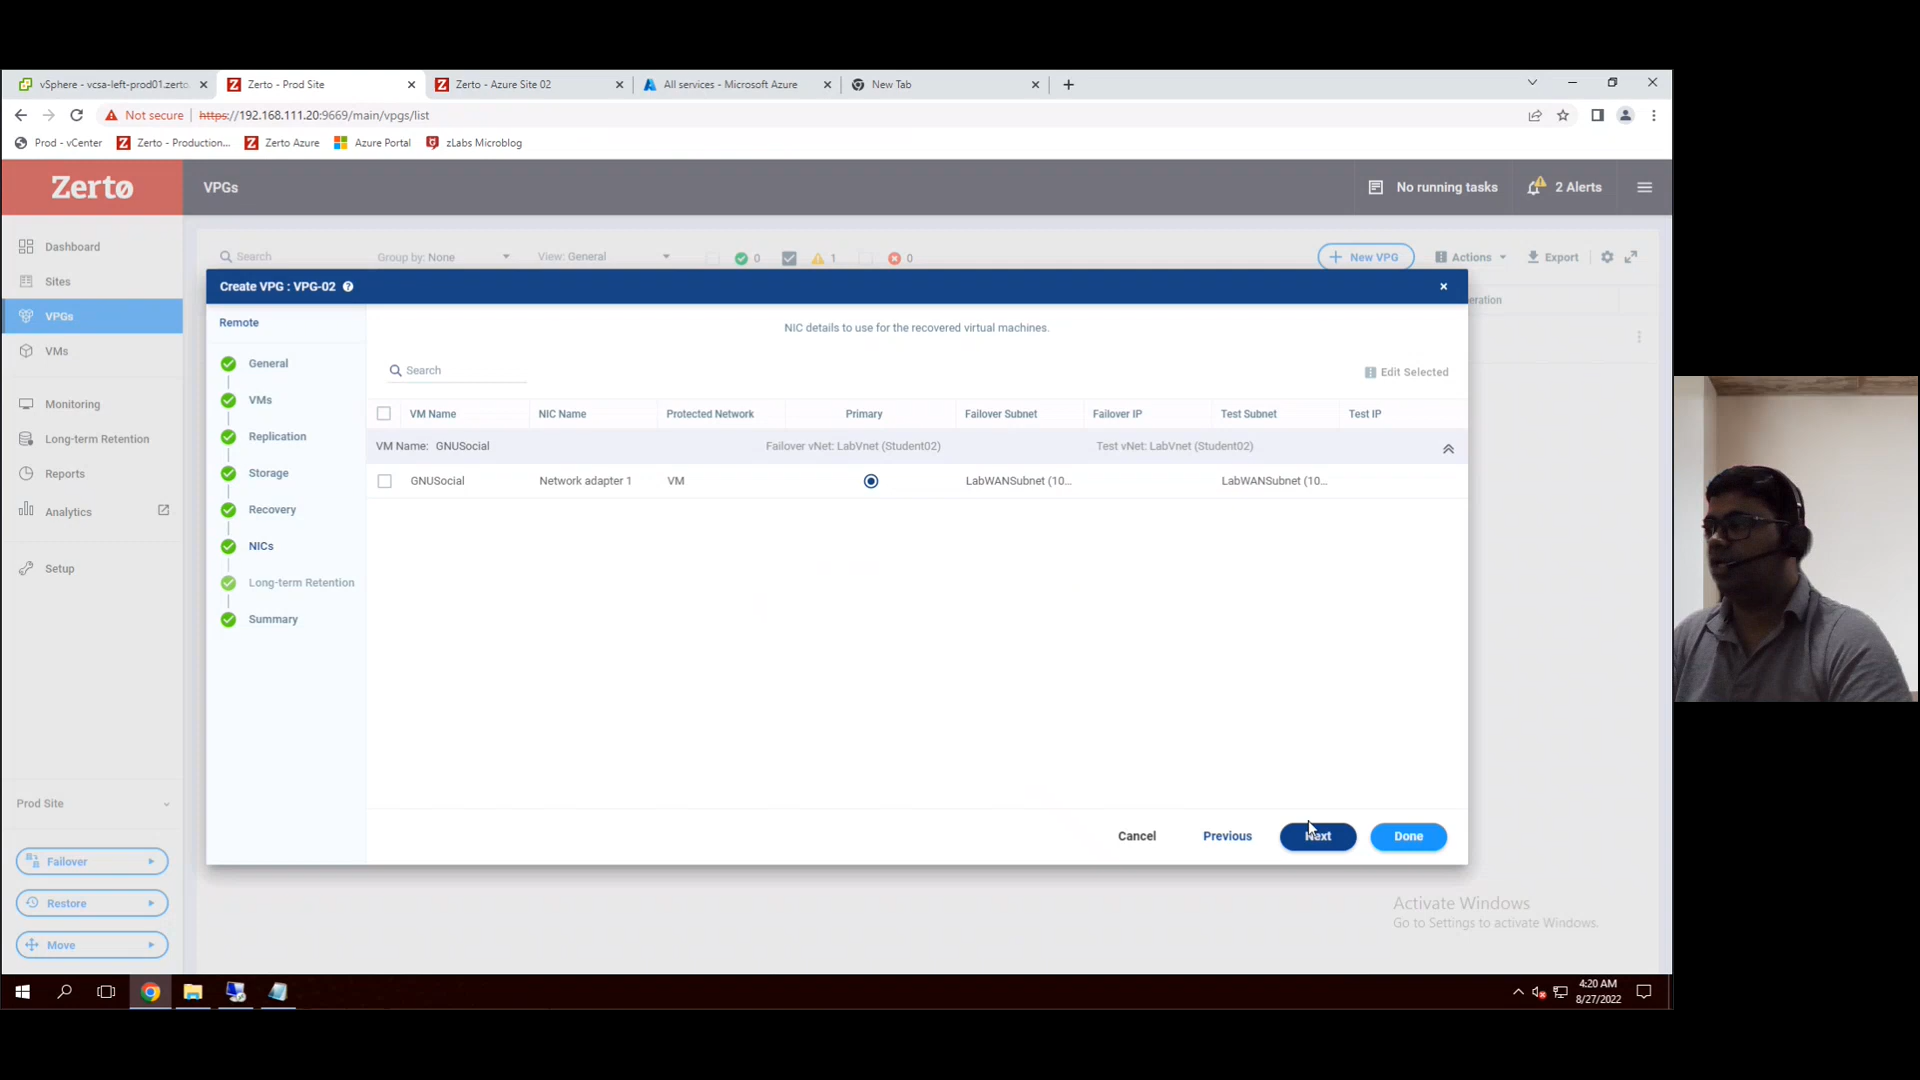 vSphere - vcsa-left-prod01.zerto.
Zerto - Prod Site
Zerto - Azure Site 02
All services - Microsoft Azure
New Tab
Not secure https://192.168.111.20:9669/main/vpgs/list
Prod - vCenter
Zerto - Production...
Zerto Azure
Azure Portal
zLabs Microblog
Zerto
VPGs
No running tasks
2 Alerts
Dashboard
Sites
VPGs
VMs
Monitoring
Long-term Retention
Reports
Analytics
Setup
Prod Site
Failover
Restore
Move
Search
Group by: None
View: General
0
1
0
New VPG
Actions
Export
eration
Create VPG : VPG-02
Remote
General
VMs
Replication
Storage
Recovery
NICs
Long-term Retention
Summary
NIC details to use for the recovered virtual machines.
Search
Edit Selected
VM Name NIC Name Protected Network Primary Failover Subnet Failover IP Test Subnet Test IP
VM Name: GNUSocial Failover vNet: LabVnet (Student02) Test vNet: LabVnet (Student02)
GNUSocial Network adapter 1 VM LabWANSubnet (10... LabWANSubnet (10...
Cancel
Previous
Next
Done
Activate Windows
Go to Settings to activate Windows.
4:20 AM
8/27/2022